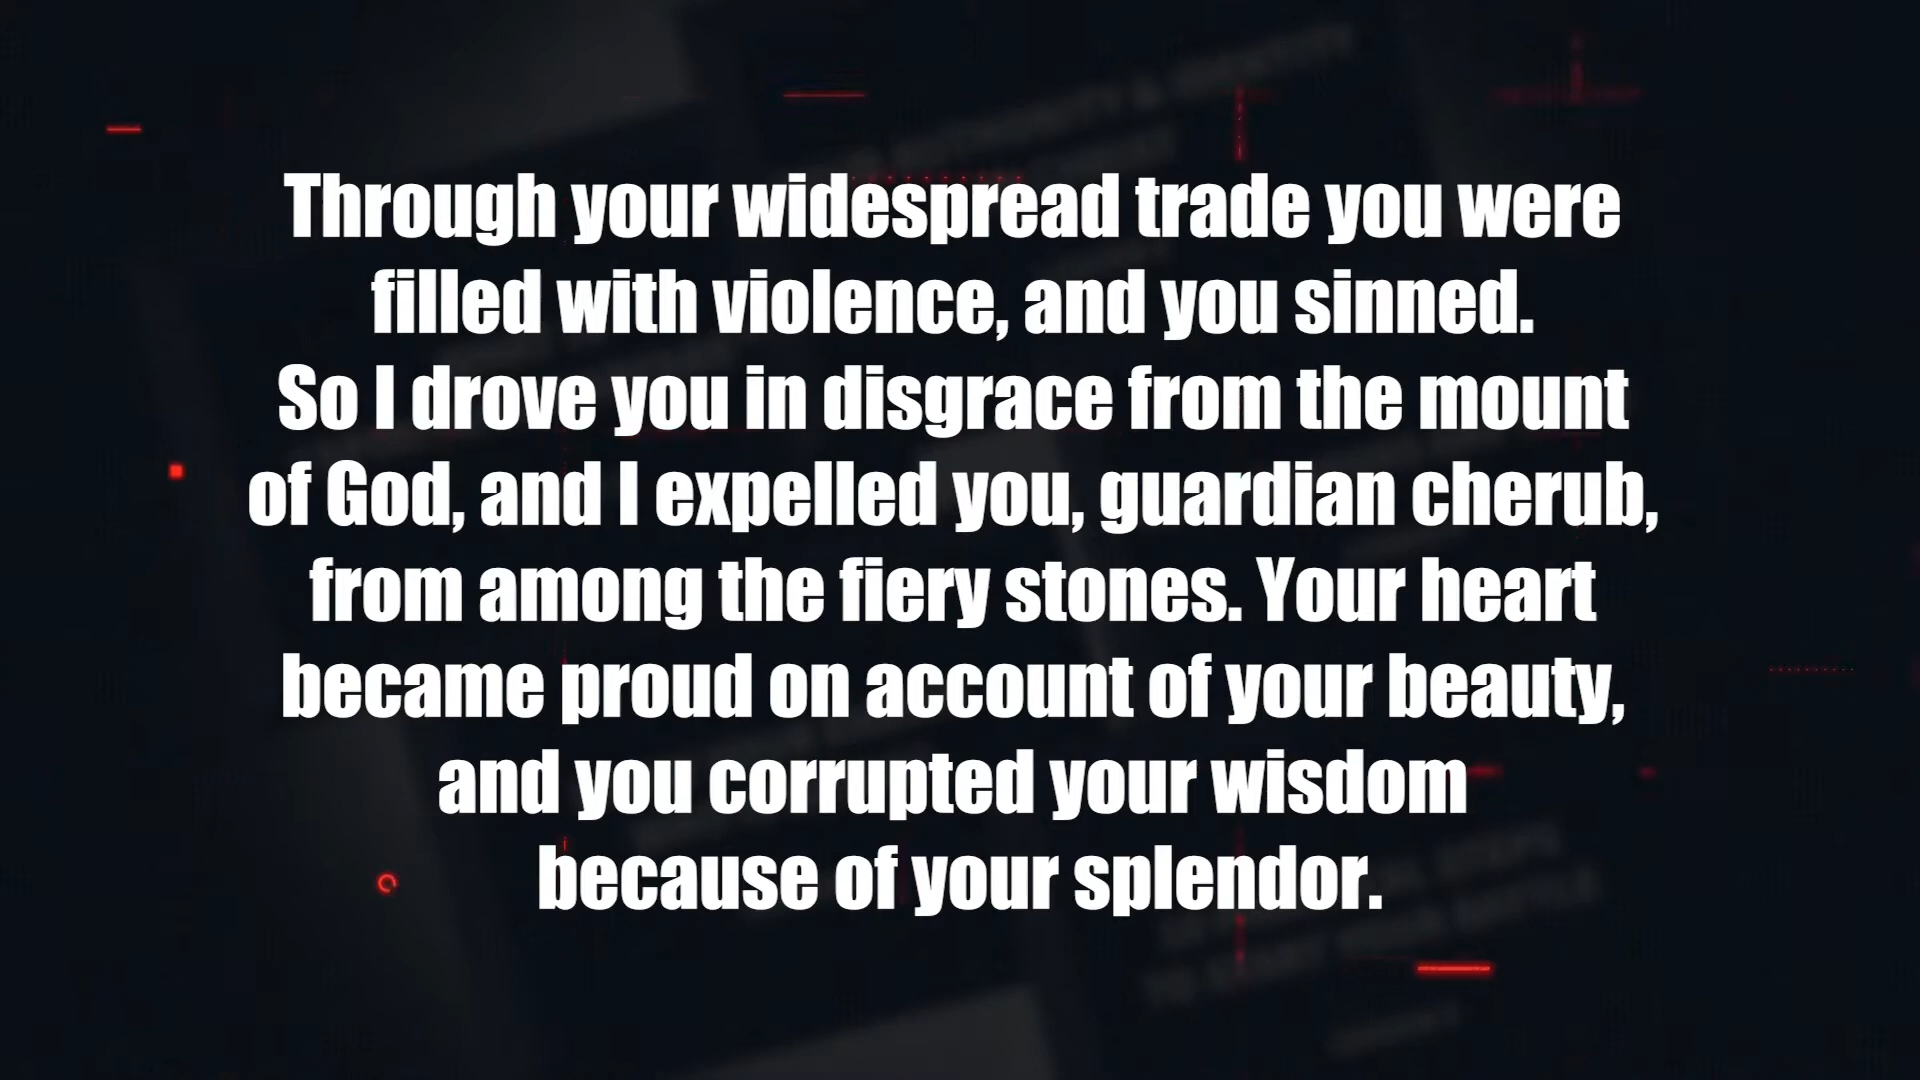 Through your widespread trade you were
filled with violence, and you sinned.
So I drove you in disgrace from the mount
of God, and I expelled you, guardian cherub,
from among the fiery stones. Your heart
became proud on account of your beauty,
and you corrupted your wisdom
because of your splendor.